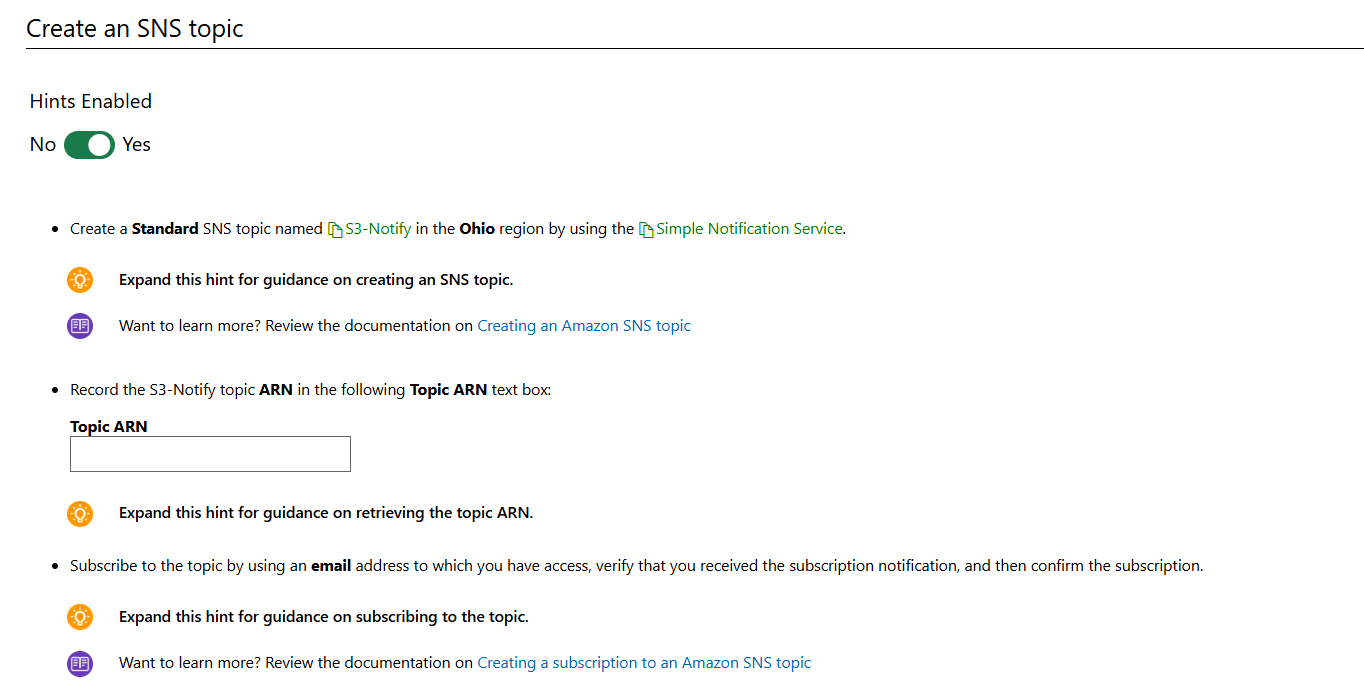 Create an SNS topic
Hints Enabled
No Yes
Create a Standard SNS topic named S3-Notify in the Ohio region by using the Simple Notification Service.
Expand this hint for guidance on creating an SNS topic.
Want to learn more? Review the documentation on Creating an Amazon SNS topic
Record the S3-Notify topic ARN in the following Topic ARN text box:
Topic ARN
Expand this hint for guidance on retrieving the topic ARN.
Subscribe to the topic by using an email address to which you have access, verify that you received the subscription notification, and then confirm the subscription.
Expand this hint for guidance on subscribing to the topic.
Want to learn more? Review the documentation on Creating a subscription to an Amazon SNS topic